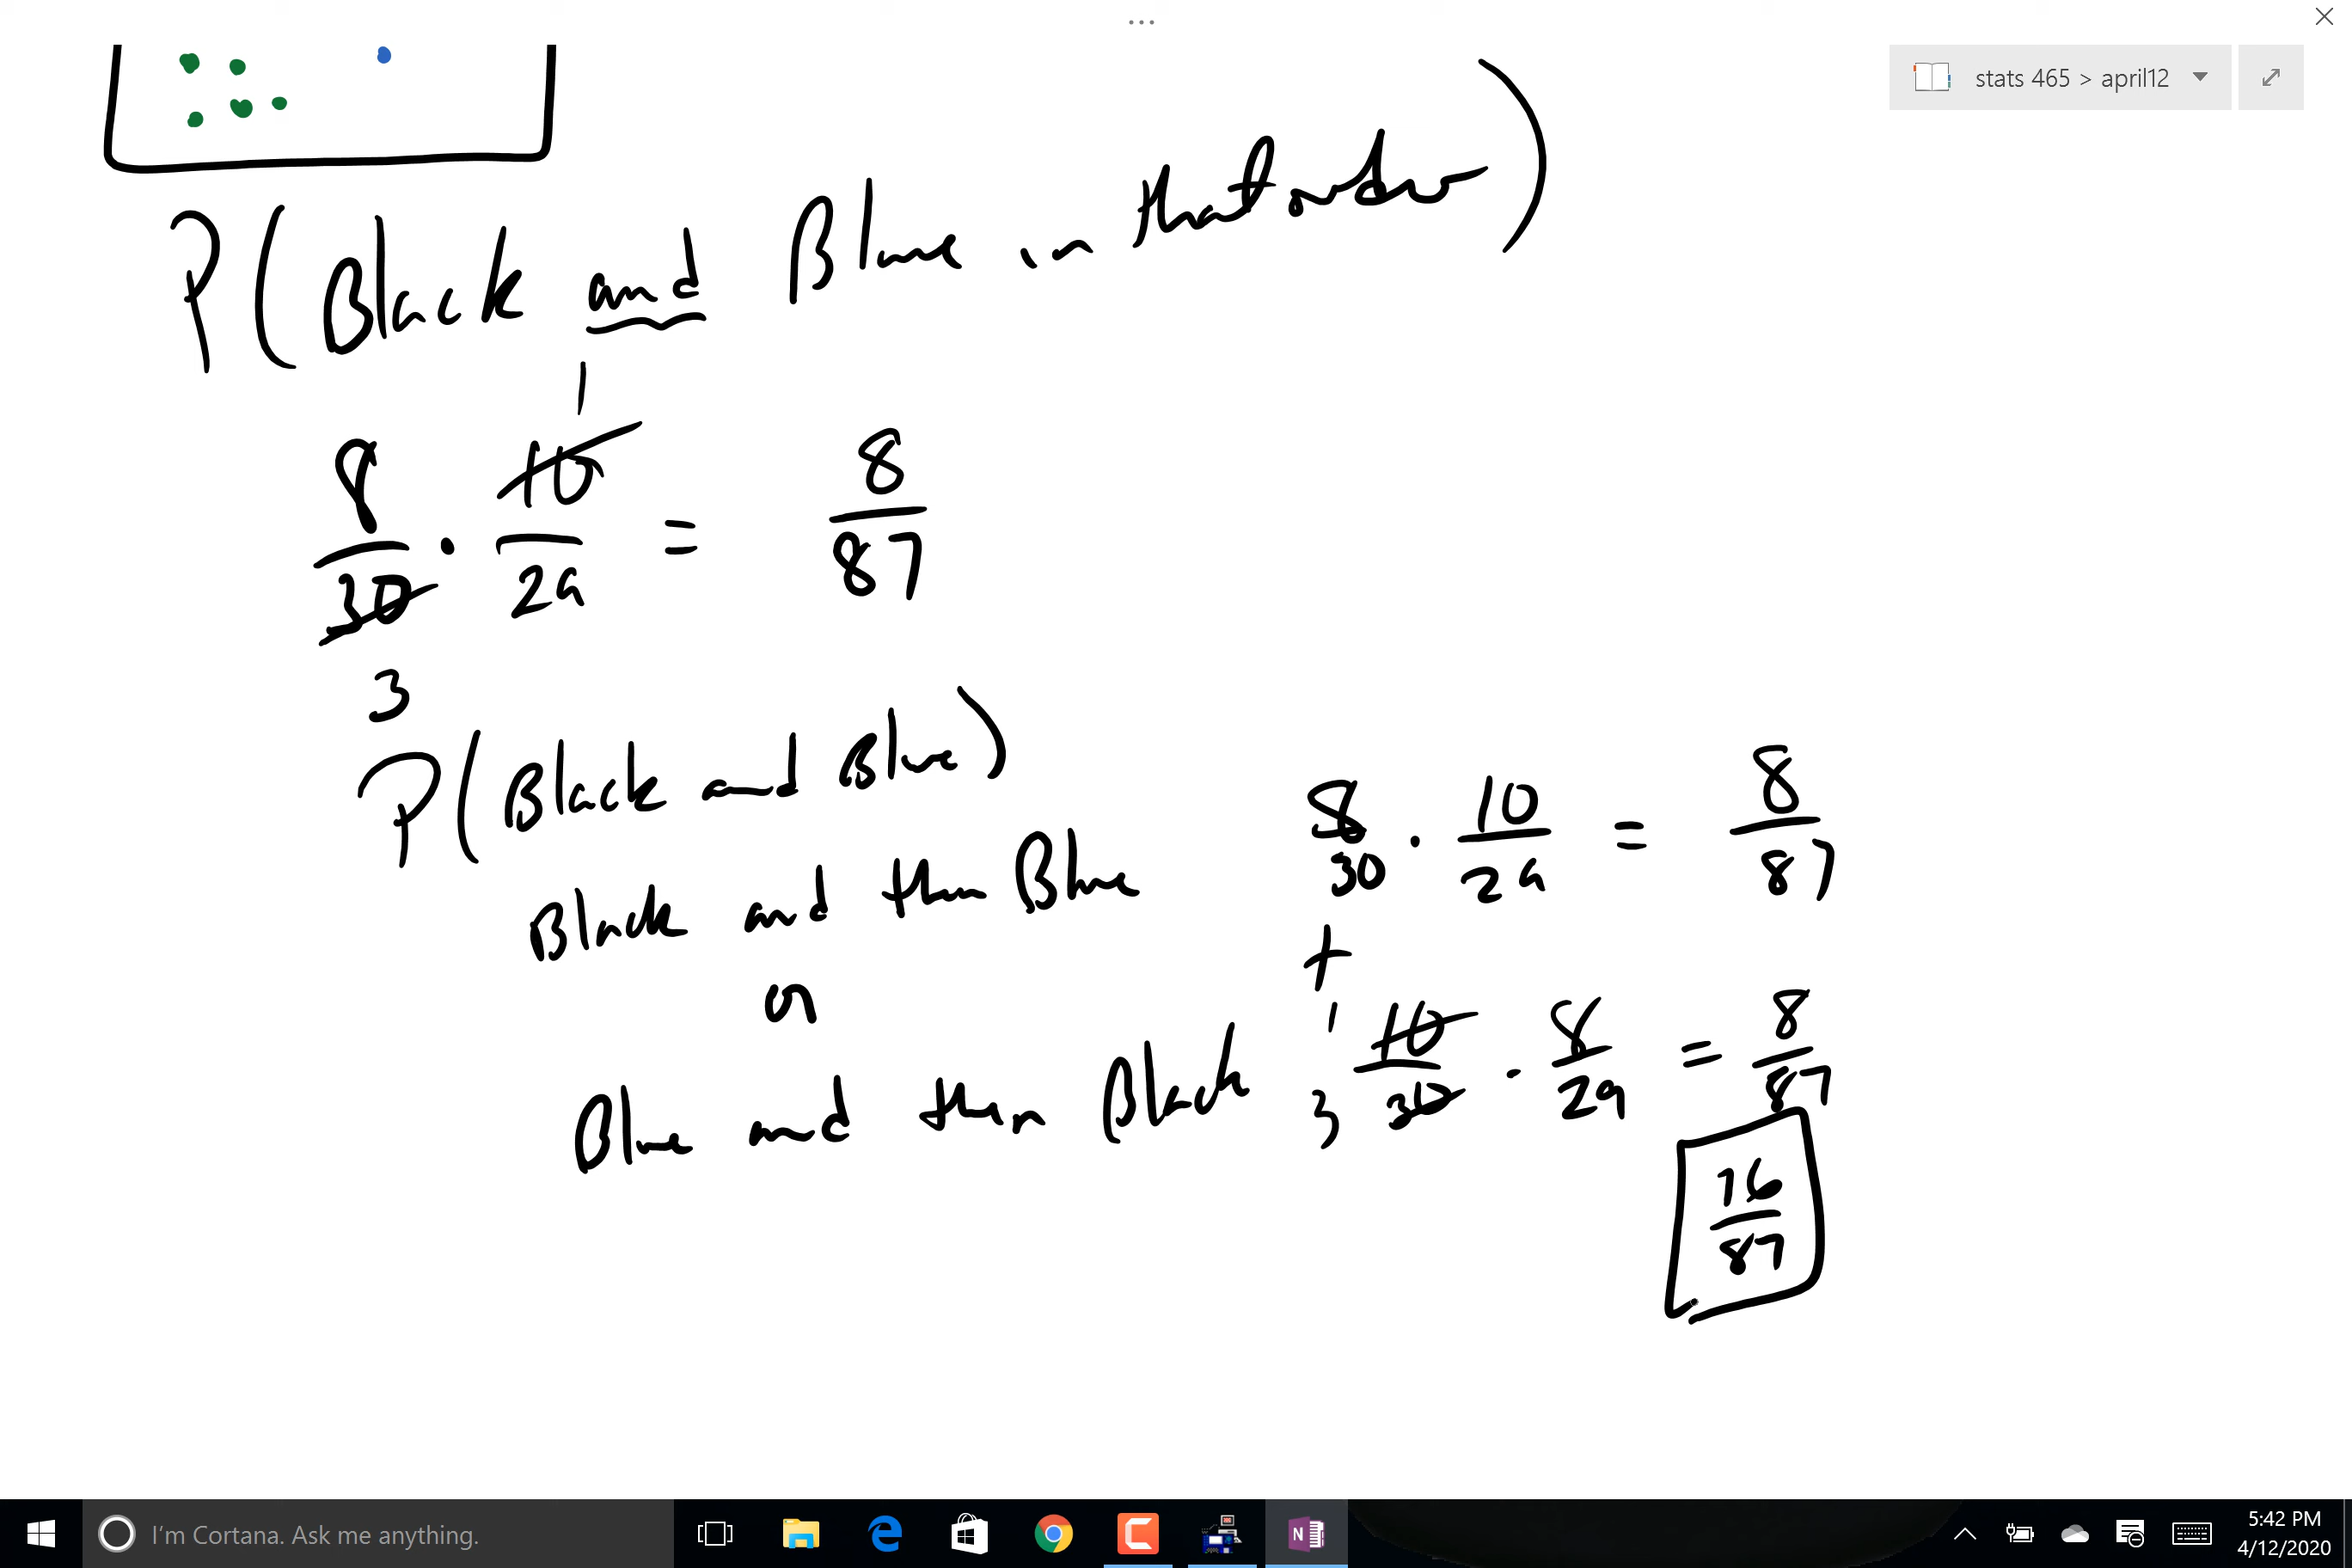 stats 465 > april12
P(Black and Blue in that order)
1
8/30 · 10/29 = 8/87
3
P(Black and Blue)
Black and then Blue 8/30 · 10/29 = 8/87
or +
1
Blue and then Black 10/30 · 8/29 = 8/87
3
16/87
I'm Cortana. Ask me anything.
5:42 PM
4/12/2020